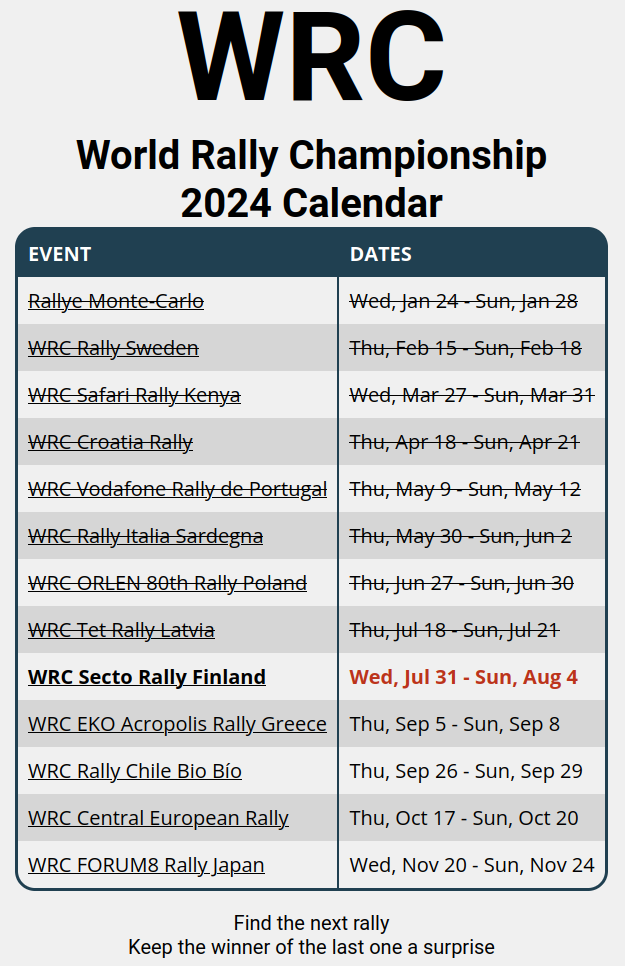 WRC
World Rally Championship
2024 Calendar
EVENT DATES
Rallye Monte-Carlo Wed, Jan 24 - Sun, Jan 28
WRC Rally Sweden Thu, Feb 15 - Sun, Feb 18
WRC Safari Rally Kenya Wed, Mar 27 - Sun, Mar 31
WRC Croatia Rally Thu, Apr 18 - Sun, Apr 21
WRC Vodafone Rally de Portugal Thu, May 9 - Sun, May 12
WRC Rally Italia Sardegna Thu, May 30 - Sun, Jun 2
WRC ORLEN 80th Rally Poland Thu, Jun 27 - Sun, Jun 30
WRC Tet Rally Latvia Thu, Jul 18 - Sun, Jul 21
WRC Secto Rally Finland Wed, Jul 31 - Sun, Aug 4
WRC EKO Acropolis Rally Greece Thu, Sep 5 - Sun, Sep 8
WRC Rally Chile Bio Bío Thu, Sep 26 - Sun, Sep 29
WRC Central European Rally Thu, Oct 17 - Sun, Oct 20
WRC FORUM8 Rally Japan Wed, Nov 20 - Sun, Nov 24
Find the next rally
Keep the winner of the last one a surprise